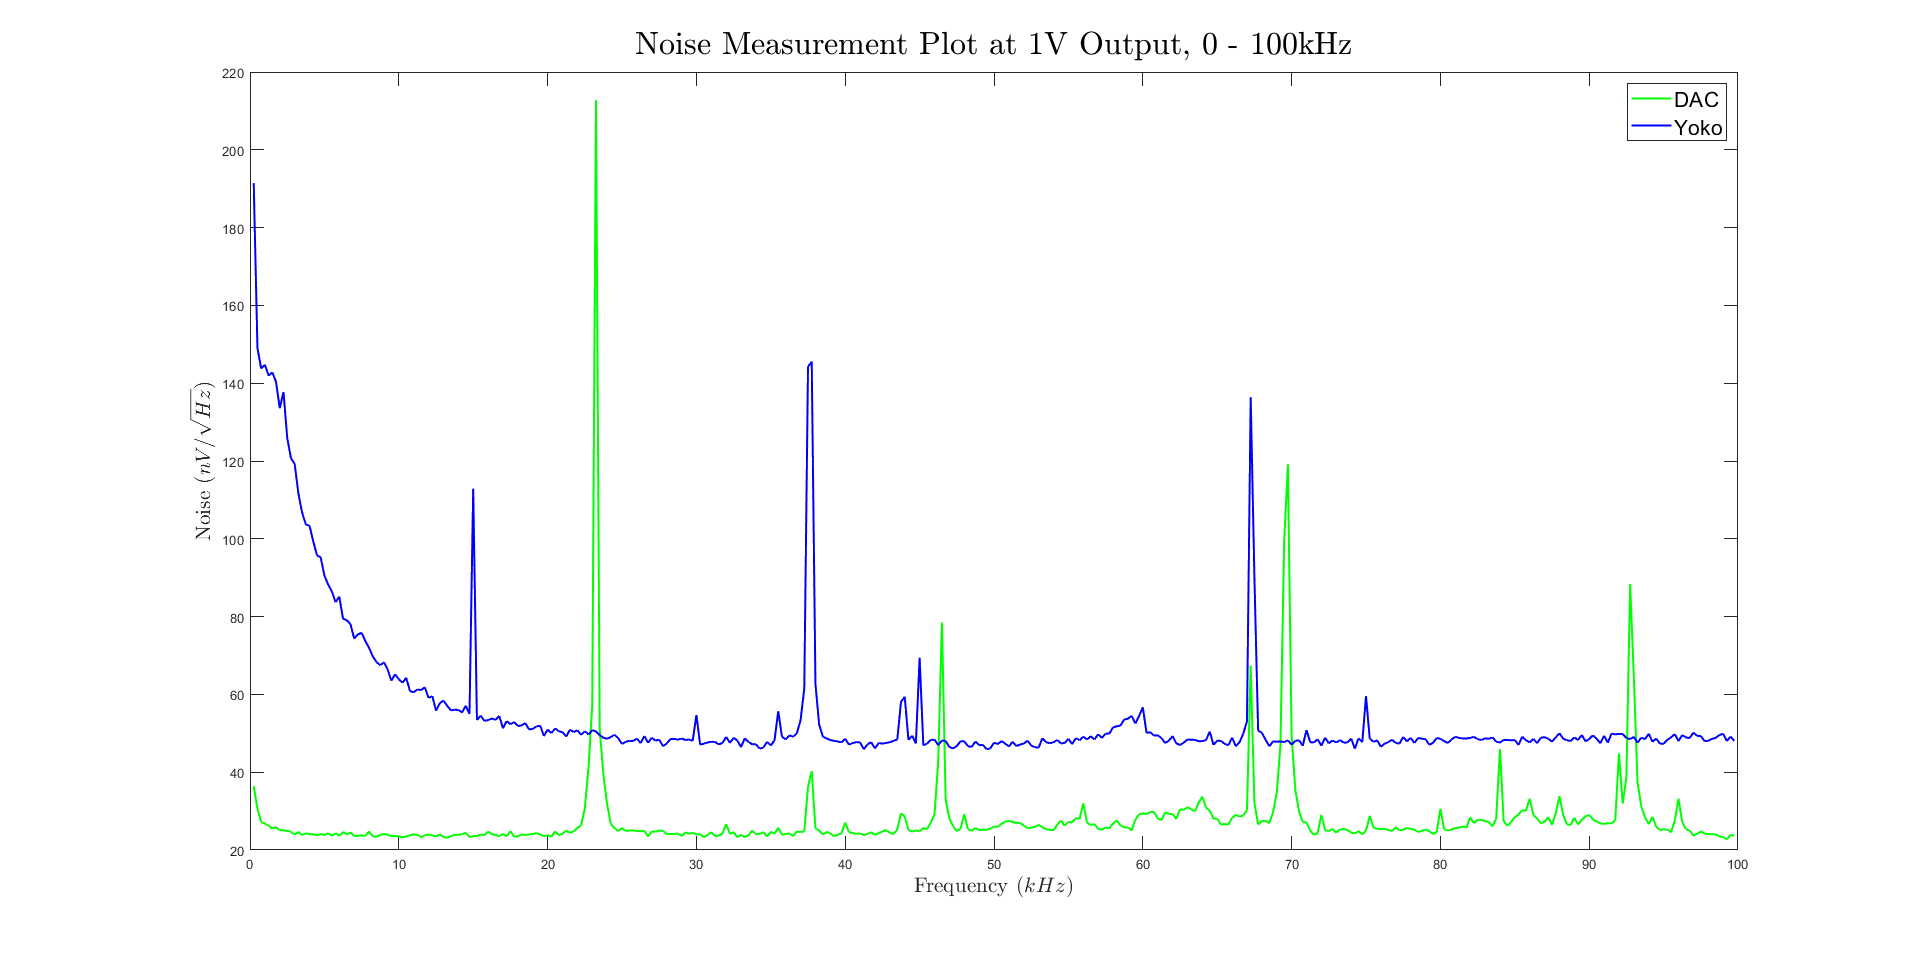 Noise Measurement Plot at 1V Output, 0 - 100kHz
DAC
Yoko
220
200
180
160
140
120
100
80
60
40
20
Noise (nV/√Hz)
0 10 20 30 40 50 60 70 80 90 100
Frequency (kHz)